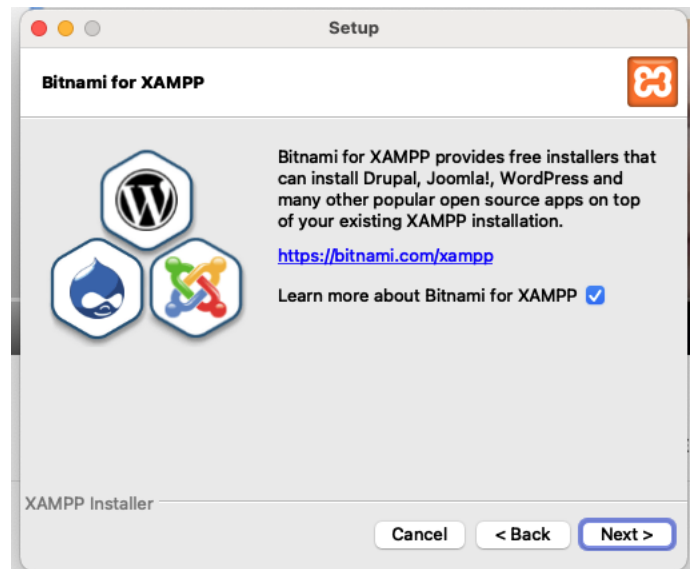 Setup
Bitnami for XAMPP
Bitnami for XAMPP provides free installers that
can install Drupal, Joomla!, WordPress and
many other popular open source apps on top
of your existing XAMPP installation.
https://bitnami.com/xampp
Learn more about Bitnami for XAMPP
XAMPP Installer
Cancel
< Back
Next >